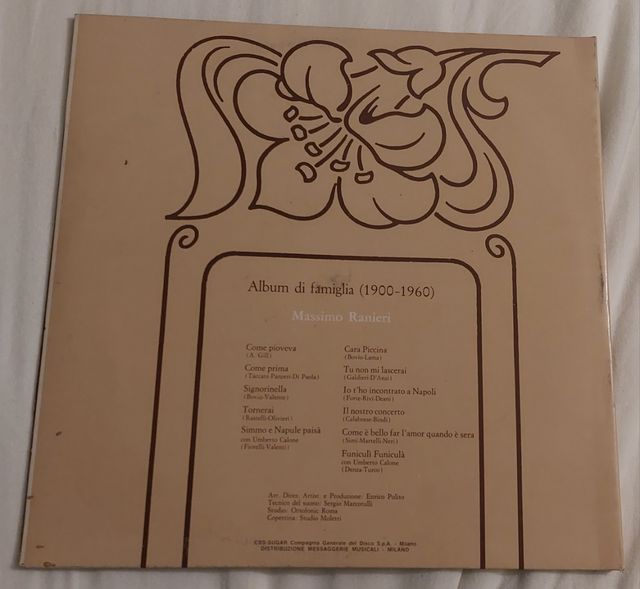 Album di famiglia (1900-1960)
Massimo Ranieri
Come pioveva
(A. Gill)
Come prima
(Taccani-Panzeri-Di Paola)
Signorinella
(Bovio-Valente)
Tornerai
(Rastelli-Olivieri)
Simmo e Napule paisà
con Umberto Calone
(Fiorelli-Valenti)
Cara Piccina
(Bovio-Lama)
Tu non mi lascerai
(Galdieri-D'Anzi)
Io t'ho incontrato a Napoli
(Forte-Rivi-Deani)
Il nostro concerto
(Calabrese-Bindi)
Come è bello far l'amor quando è sera
(Simi-Martelli-Neri)
Funiculì Funiculà
con Umberto Calone
(Denza-Turco)
Arr. Direz. Artist. e Produzione: Enrico Polito
Tecnico del suono: Sergio Marcotulli
Studio: Ortofonic Roma
Copertina: Studio Moletti
CBS-SUGAR Compagnia Generale del Disco S.p.A. - Milano
DISTRIBUZIONE MESSAGGERIE MUSICALI - MILANO